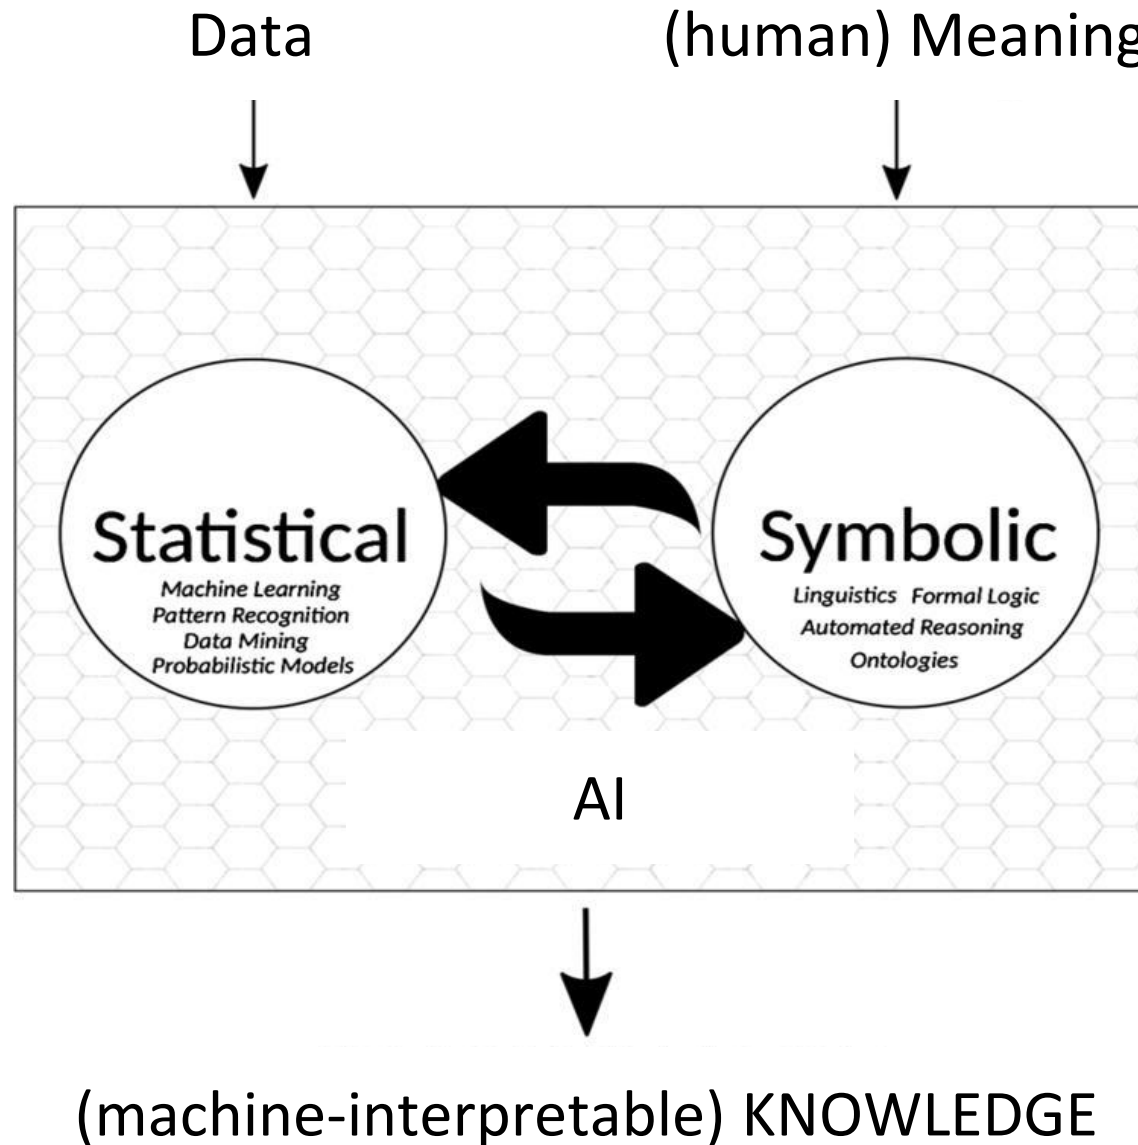 Data
(human) Meaning
Statistical
Machine Learning
Pattern Recognition
Data Mining
Probabilistic Models
Symbolic
Linguistics Formal Logic
Automated Reasoning
Ontologies
AI
(machine-interpretable) KNOWLEDGE